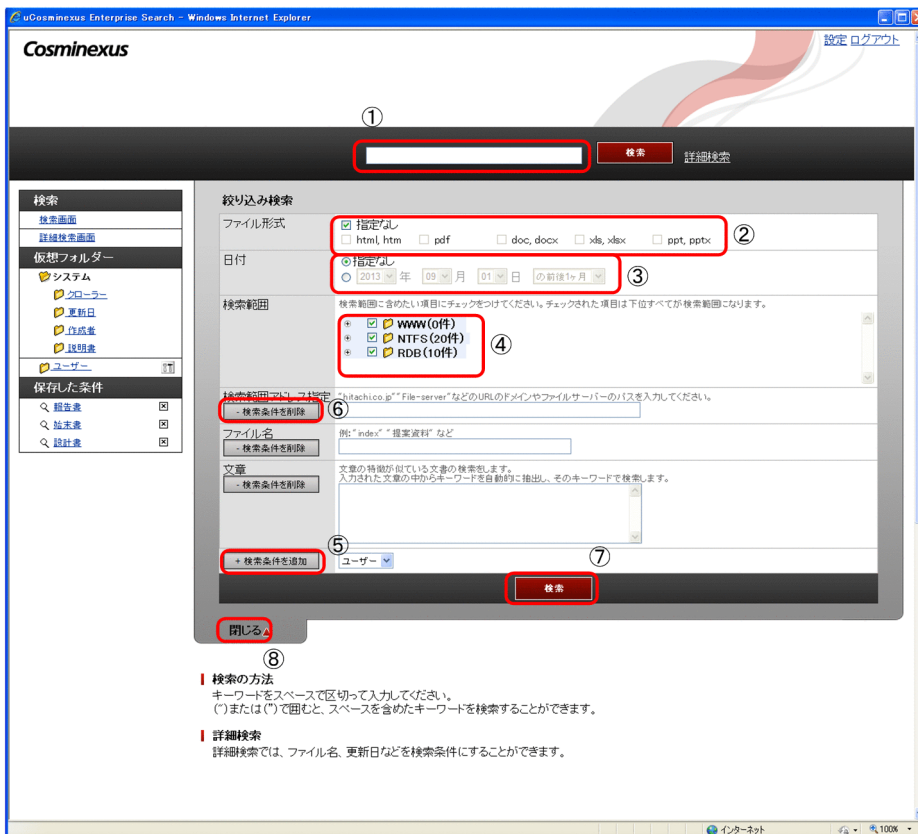 uCosminexus Enterprise Search - Windows Internet Explorer
Cosminexus
設定 ログアウト
①
検索 詳細検索
検索
検索画面
詳細検索画面
仮想フォルダー
システム
クローラー
更新日
作成者
説明書
ユーザー
保存した条件
報告書
始末書
設計書
絞り込み検索
ファイル形式
指定なし
html, htm pdf doc, docx xls, xlsx ppt, pptx
②
日付
指定なし
2013 年 09 月 01 日 の前後1ヶ月
③
検索範囲
検索範囲に含めたい項目にチェックをつけてください。チェックされた項目は下位すべてが検索範囲になります。
WWW(0件)
NTFS(20件)
RDB(10件)
④
検索範囲アドレス指定
"hitachi.co.jp" "File-server"などのURLのドメインやファイルサーバーのパスを入力してください。
- 検索条件を削除
⑥
ファイル名
例:"index" "提案資料" など
- 検索条件を削除
文章
文章の特徴が似ている文書の検索をします。
入力された文章の中からキーワードを自動的に抽出し、そのキーワードで検索します。
- 検索条件を削除
⑤
+ 検索条件を追加 ユーザー
⑦
検索
閉じる▲
⑧
検索の方法
キーワードをスペースで区切って入力してください。
(")または(")で囲むと、スペースを含めたキーワードを検索することができます。
詳細検索
詳細検索では、ファイル名、更新日などを検索条件にすることができます。
インターネット 100%